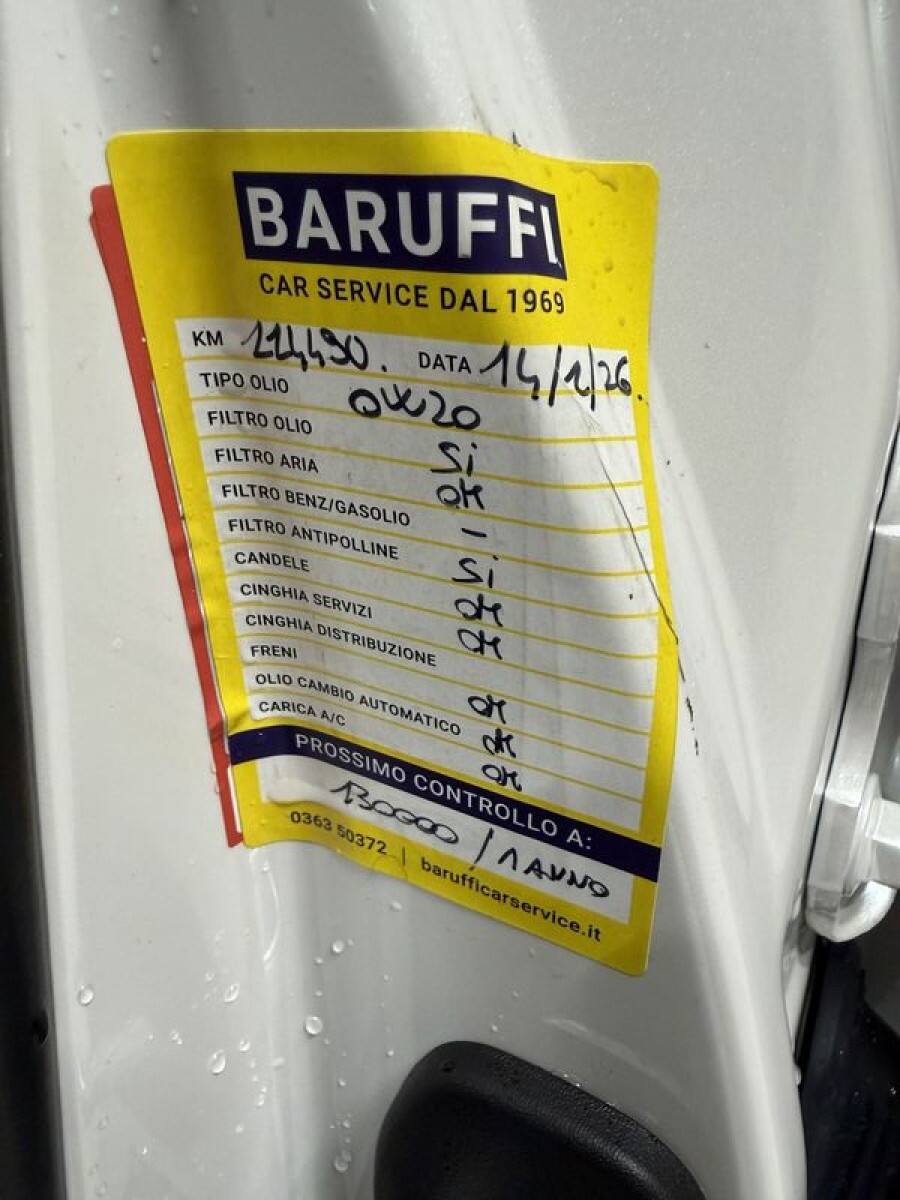 BARUFFI
CAR SERVICE DAL 1969
KM 114490. DATA 14/1/26.
TIPO OLIO 0W20
FILTRO OLIO Si
FILTRO ARIA OK
FILTRO BENZ/GASOLIO -
FILTRO ANTIPOLLINE Si
CANDELE OK
CINGHIA SERVIZI OK
CINGHIA DISTRIBUZIONE
FRENI OK
OLIO CAMBIO AUTOMATICO OK
CARICA A/C OK
PROSSIMO CONTROLLO A:
130000 / 1 ANNO
0363 50372 | barufficarservice.it